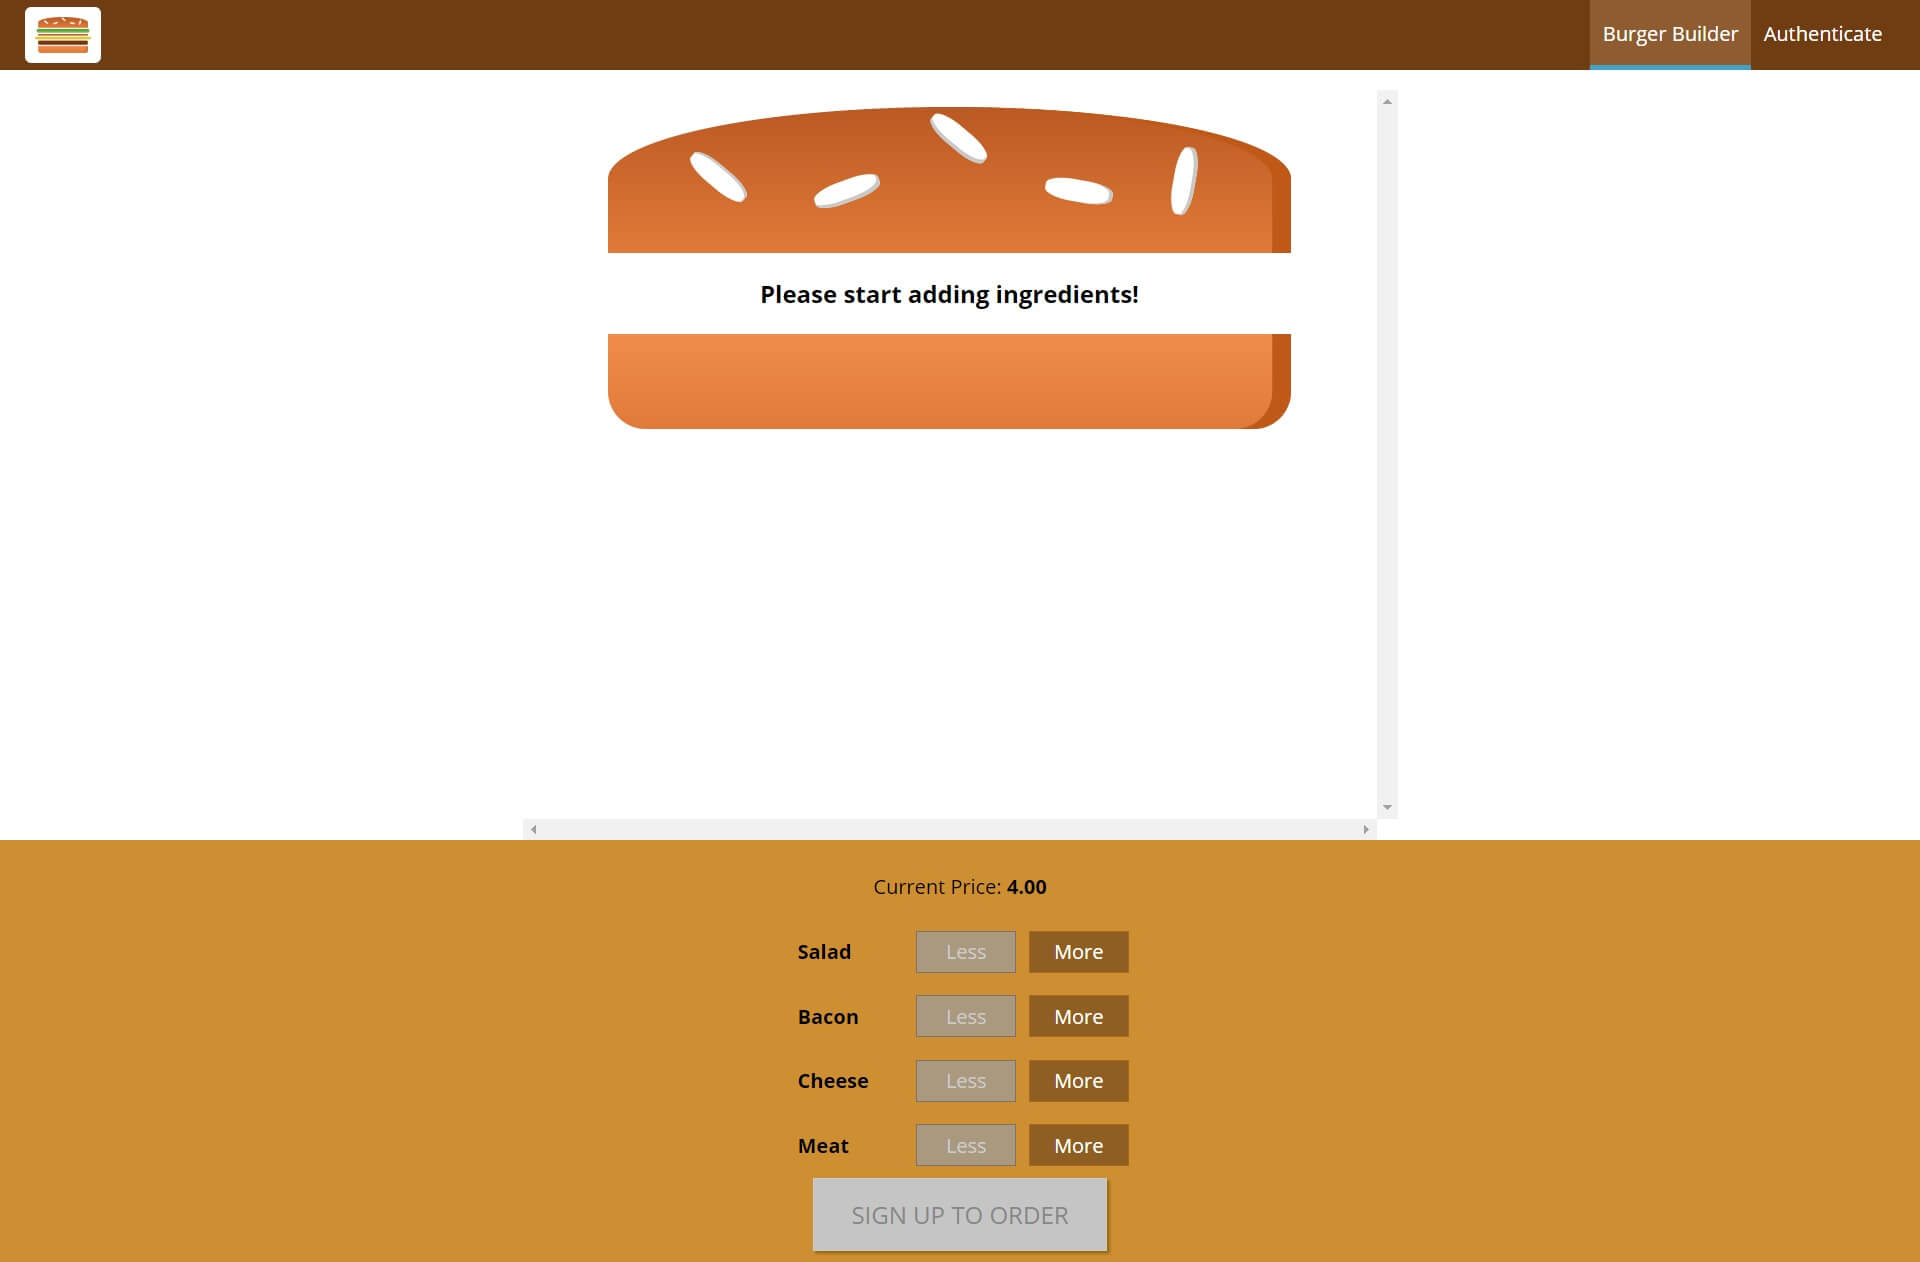 Burger Builder Authenticate
Please start adding ingredients!
Current Price: 4.00
Salad Less More
Bacon Less More
Cheese Less More
Meat Less More
SIGN UP TO ORDER